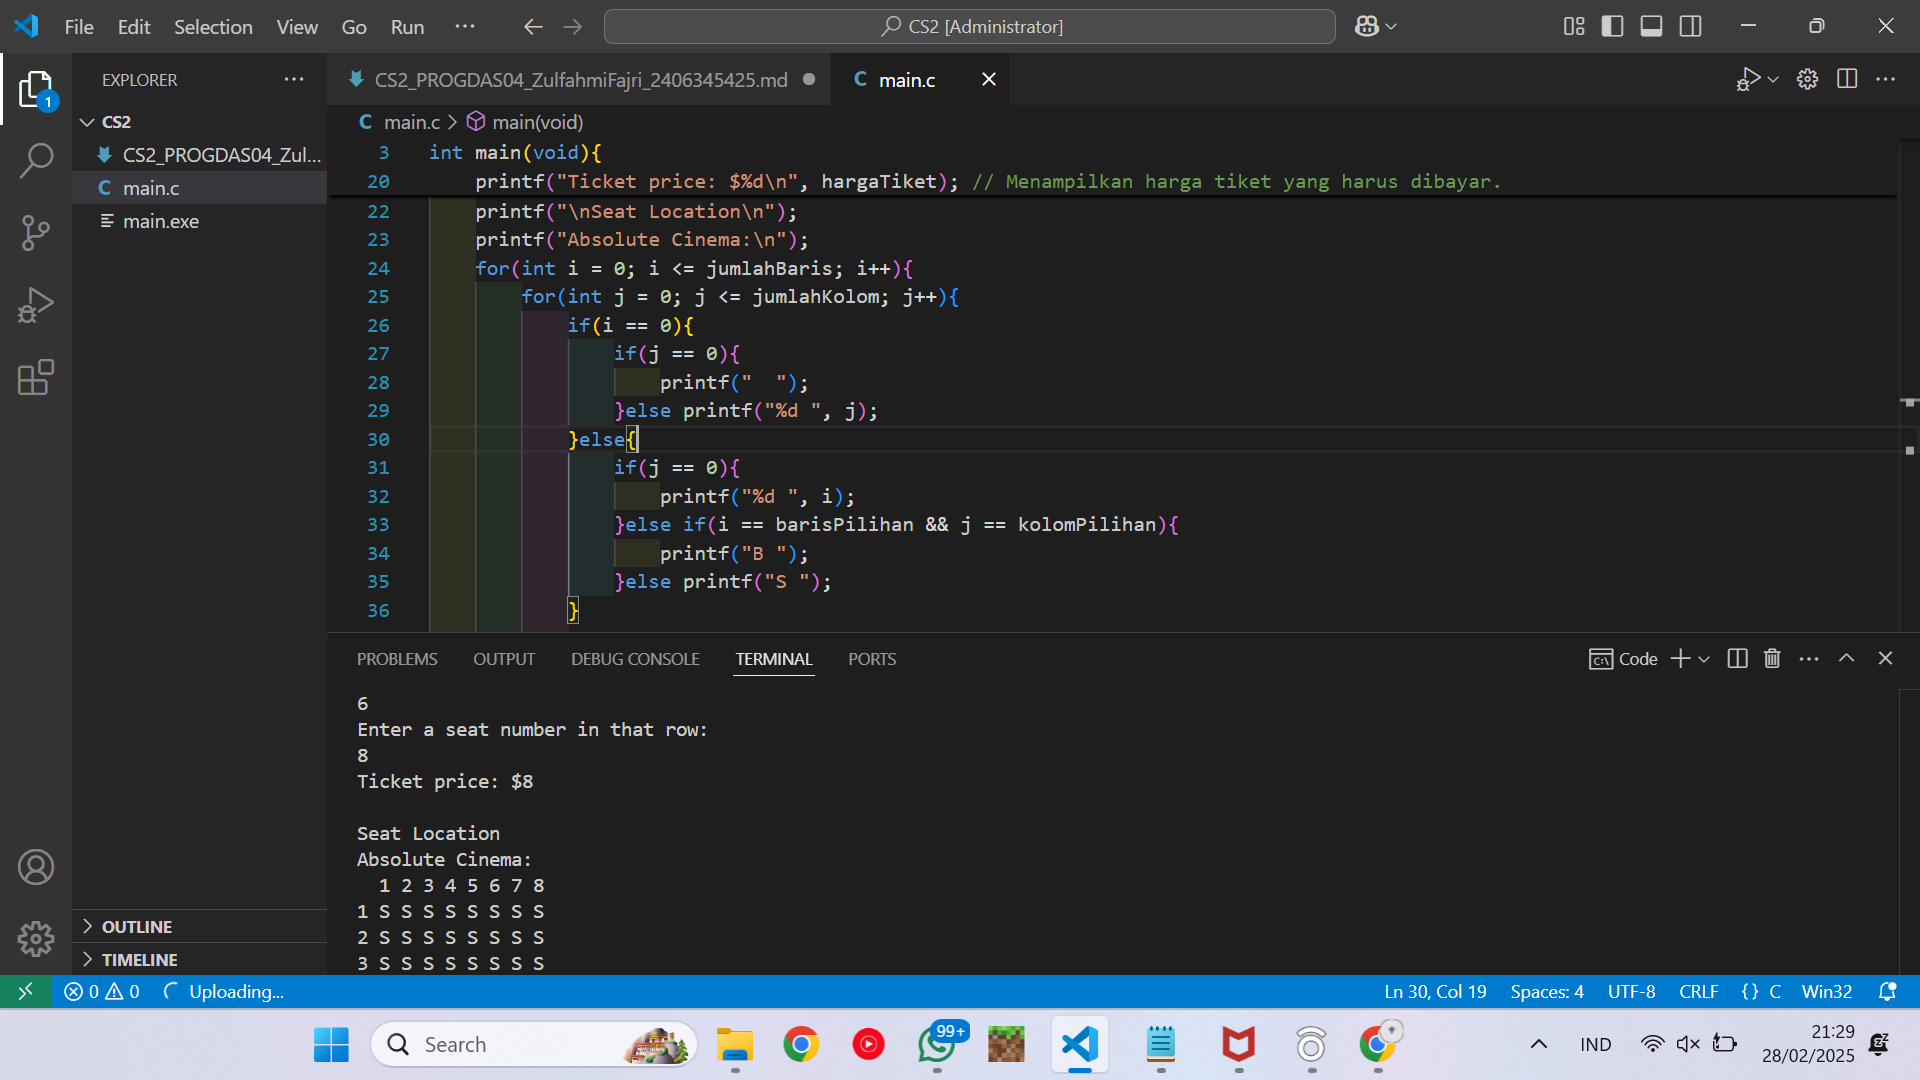 File Edit Selection View Go Run ··· CS2 [Administrator]
EXPLORER ···
CS2
CS2_PROGDAS04_Zul...
C main.c
main.exe
OUTLINE
TIMELINE
1
CS2_PROGDAS04_ZulfahmiFajri_2406345425.md ● C main.c
C main.c > main(void)
3 int main(void){
20 printf("Ticket price: $%d\n", hargaTiket); // Menampilkan harga tiket yang harus dibayar.
22 printf("\nSeat Location\n");
23 printf("Absolute Cinema:\n");
24 for(int i = 0; i <= jumlahBaris; i++){
25 for(int j = 0; j <= jumlahKolom; j++){
26 if(i == 0){
27 if(j == 0){
28 printf("  ");
29 }else printf("%d ", j);
30 }else{
31 if(j == 0){
32 printf("%d ", i);
33 }else if(i == barisPilihan && j == kolomPilihan){
34 printf("B ");
35 }else printf("S ");
36 }
PROBLEMS OUTPUT DEBUG CONSOLE TERMINAL PORTS Code
6
Enter a seat number in that row:
8
Ticket price: $8
Seat Location
Absolute Cinema:
1 2 3 4 5 6 7 8
1 S S S S S S S S
2 S S S S S S S S
3 S S S S S S S S
0 0 Uploading... Ln 30, Col 19 Spaces: 4 UTF-8 CRLF {} C Win32
Search 99+ IND 21:29
28/02/2025